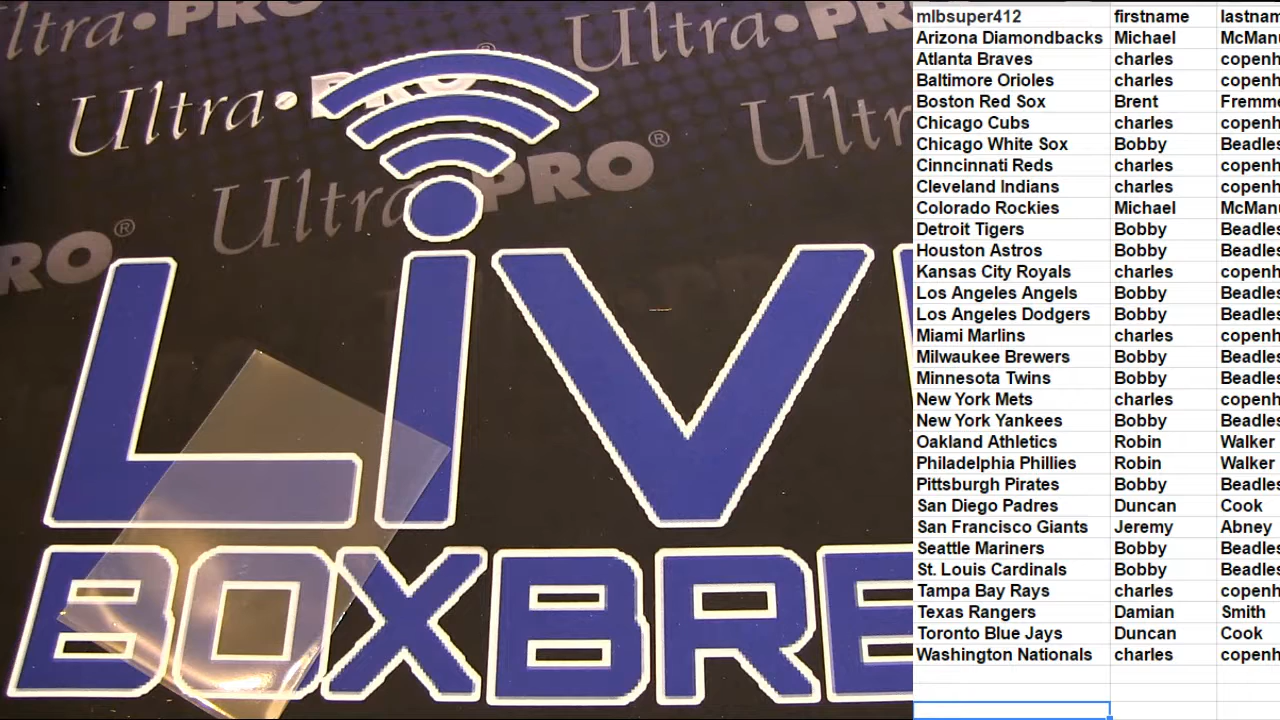 ltra•PRO
Ultra•PRO
Ultra•PRO®
Ultra•PRO®
Ultra
RO®
LiV
BOXBRE
mlbsuper412 firstname lastnam
Arizona Diamondbacks Michael McManu
Atlanta Braves charles copenh
Baltimore Orioles charles copenh
Boston Red Sox Brent Fremmo
Chicago Cubs charles copenh
Chicago White Sox Bobby Beadles
Cinncinnati Reds charles copenh
Cleveland Indians charles copenh
Colorado Rockies Michael McManu
Detroit Tigers Bobby Beadles
Houston Astros Bobby Beadles
Kansas City Royals charles copenh
Los Angeles Angels Bobby Beadles
Los Angeles Dodgers Bobby Beadles
Miami Marlins charles copenh
Milwaukee Brewers Bobby Beadles
Minnesota Twins Bobby Beadles
New York Mets charles copenh
New York Yankees Bobby Beadles
Oakland Athletics Robin Walker
Philadelphia Phillies Robin Walker
Pittsburgh Pirates Bobby Beadles
San Diego Padres Duncan Cook
San Francisco Giants Jeremy Abney
Seattle Mariners Bobby Beadles
St. Louis Cardinals Bobby Beadles
Tampa Bay Rays charles copenh
Texas Rangers Damian Smith
Toronto Blue Jays Duncan Cook
Washington Nationals charles copenh